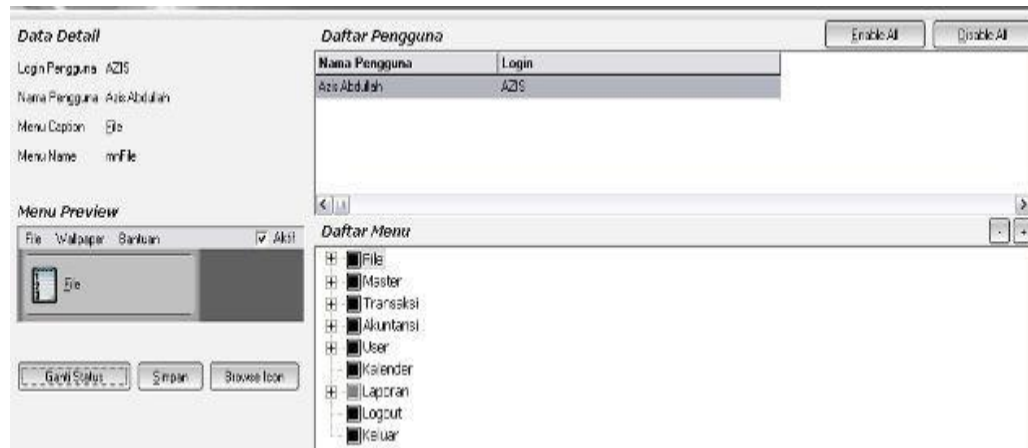 Data Detail
Login Pengguna AZIS
Nama Pengguna Azis Abdullah
Menu Caption File
Menu Name mnFile
Menu Preview
File Walpaper Bantuan Aktif
File
Ganti Status Simpan Browse Icon
Daftar Pengguna Enable All Disable All
Nama Pengguna Login
Azis Abdullah AZIS
Daftar Menu - +
File
Master
Transaksi
Akuntansi
User
Kalender
Laporan
Logout
Keluar